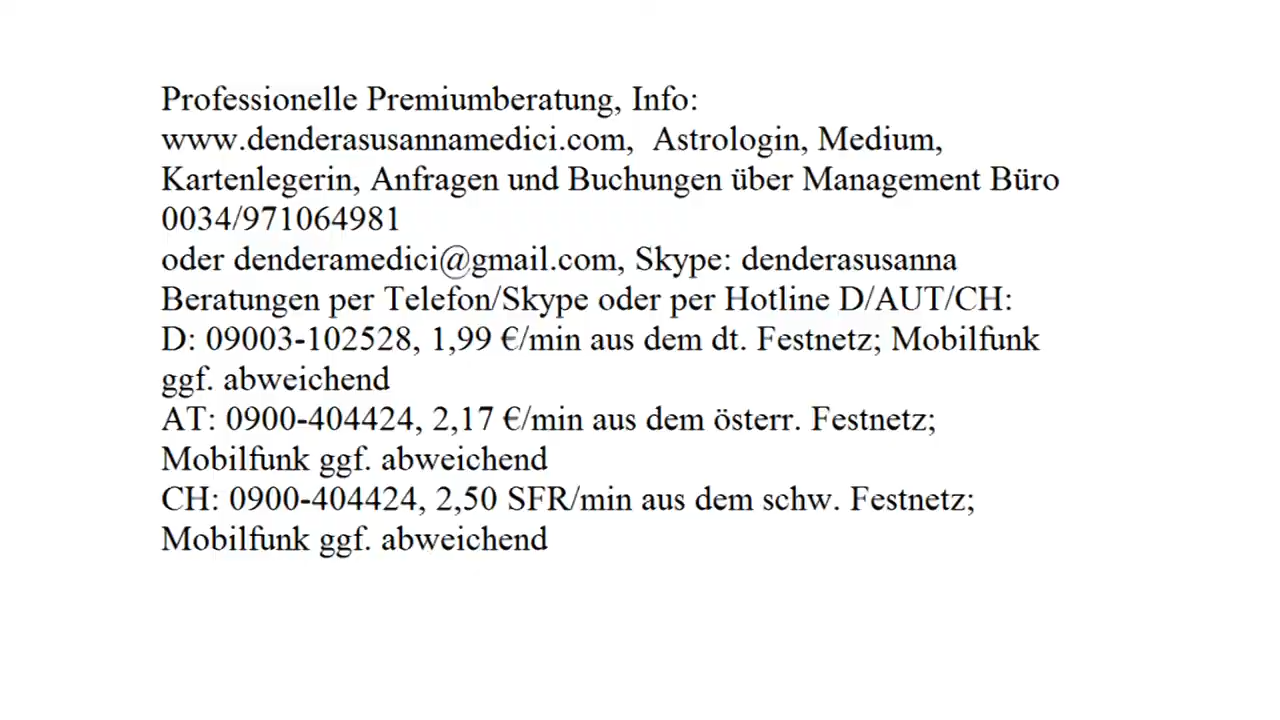 Professionelle Premiumberatung, Info:
www.denderasusannamedici.com,  Astrologin, Medium,
Kartenlegerin, Anfragen und Buchungen über Management Büro
0034/971064981
oder denderamedici@gmail.com, Skype: denderasusanna
Beratungen per Telefon/Skype oder per Hotline D/AUT/CH:
D: 09003-102528, 1,99 €/min aus dem dt. Festnetz; Mobilfunk
ggf. abweichend
AT: 0900-404424, 2,17 €/min aus dem österr. Festnetz;
Mobilfunk ggf. abweichend
CH: 0900-404424, 2,50 SFR/min aus dem schw. Festnetz;
Mobilfunk ggf. abweichend